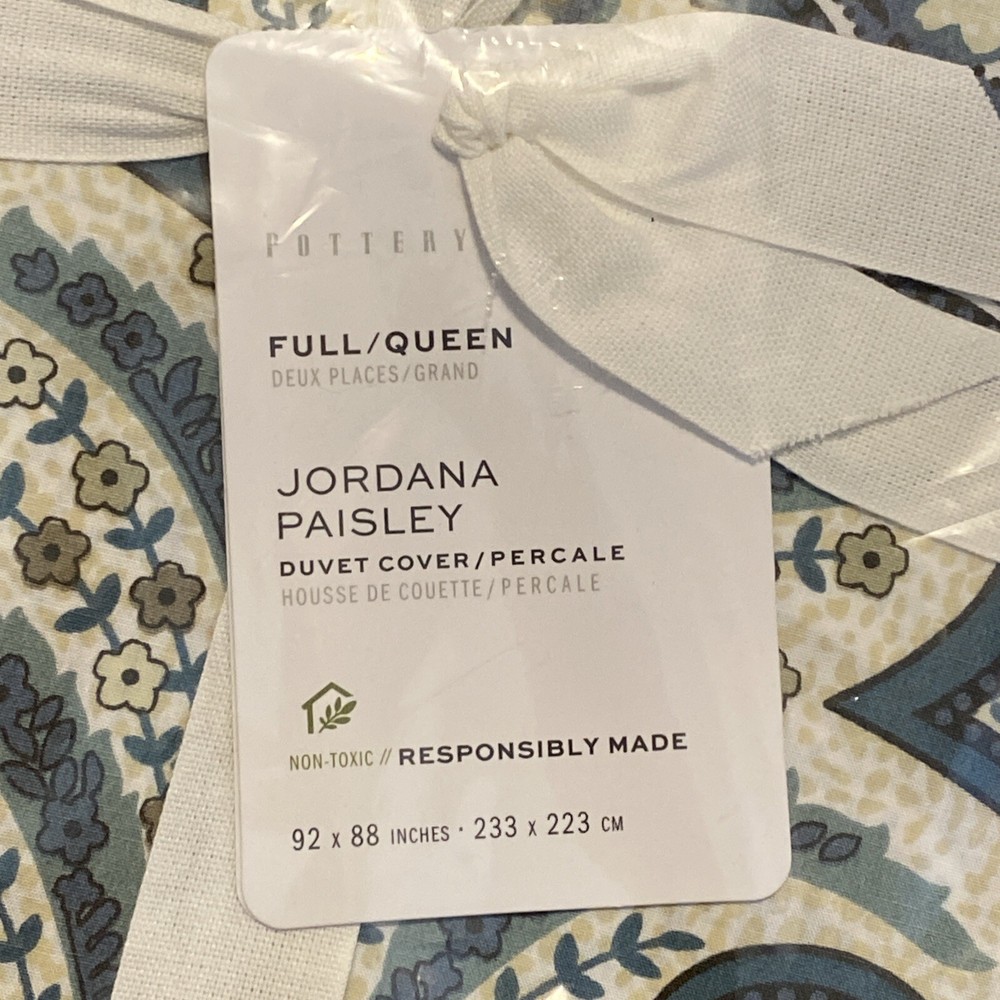 POTTERY
FULL/QUEEN
DEUX PLACES/GRAND
JORDANA
PAISLEY
DUVET COVER/PERCALE
HOUSSE DE COUETTE/PERCALE
NON-TOXIC // RESPONSIBLY MADE
92 x 88 INCHES · 233 x 223 CM